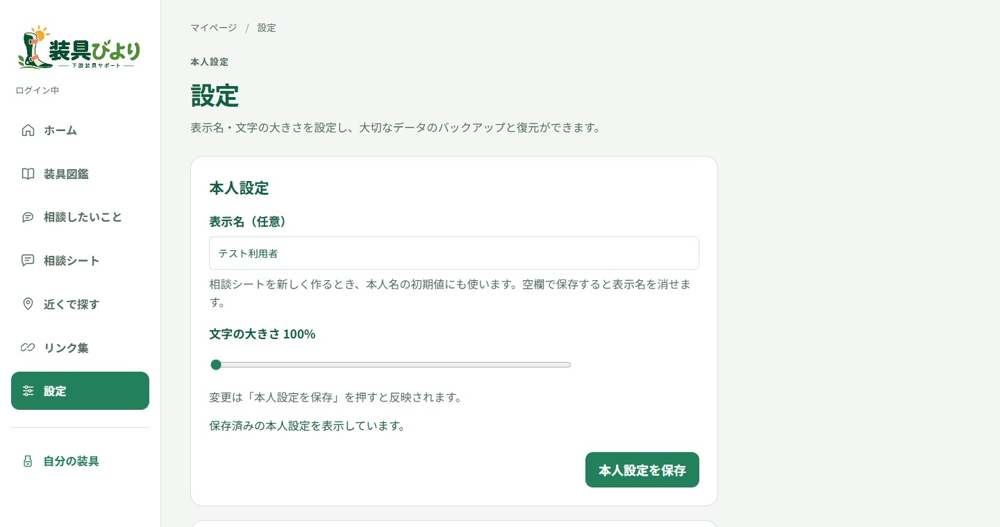 装具びより
下肢装具サポート
ログイン中
ホーム
装具図鑑
相談したいこと
相談シート
近くで探す
リンク集
設定
自分の装具
マイページ / 設定
本人設定
設定
表示名・文字の大きさを設定し、大切なデータのバックアップと復元ができます。
本人設定
表示名（任意）
テスト利用者
相談シートを新しく作るとき、本人名の初期値にも使います。空欄で保存すると表示名を消せま
す。
文字の大きさ 100%
変更は「本人設定を保存」を押すと反映されます。
保存済みの本人設定を表示しています。
本人設定を保存